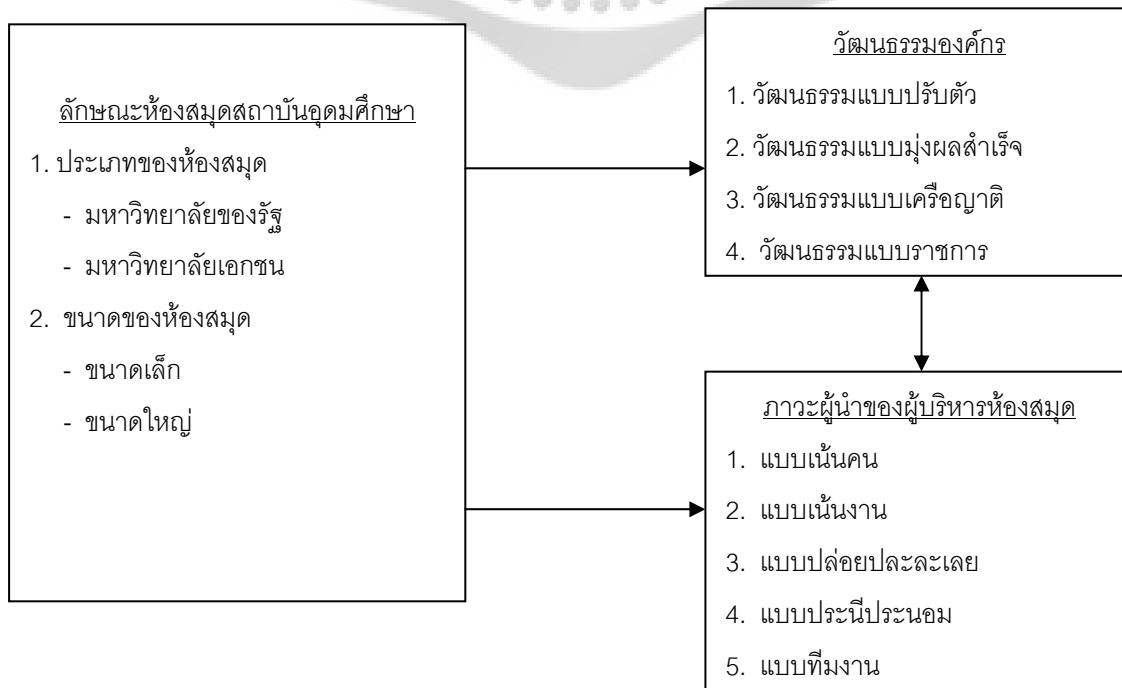 ลักษณะห้องสมุดสถาบันอุดมศึกษา
1. ประเภทของห้องสมุด
- มหาวิทยาลัยของรัฐ
- มหาวิทยาลัยเอกชน
2. ขนาดของห้องสมุด
- ขนาดเล็ก
- ขนาดใหญ่
วัฒนธรรมองค์กร
1. วัฒนธรรมแบบปรับตัว
2. วัฒนธรรมแบบมุ่งผลสำเร็จ
3. วัฒนธรรมแบบเครือญาติ
4. วัฒนธรรมแบบราชการ
ภาวะผู้นำของผู้บริหารห้องสมุด
1. แบบเน้นคน
2. แบบเน้นงาน
3. แบบปล่อยปละละเลย
4. แบบประนีประนอม
5. แบบทีมงาน